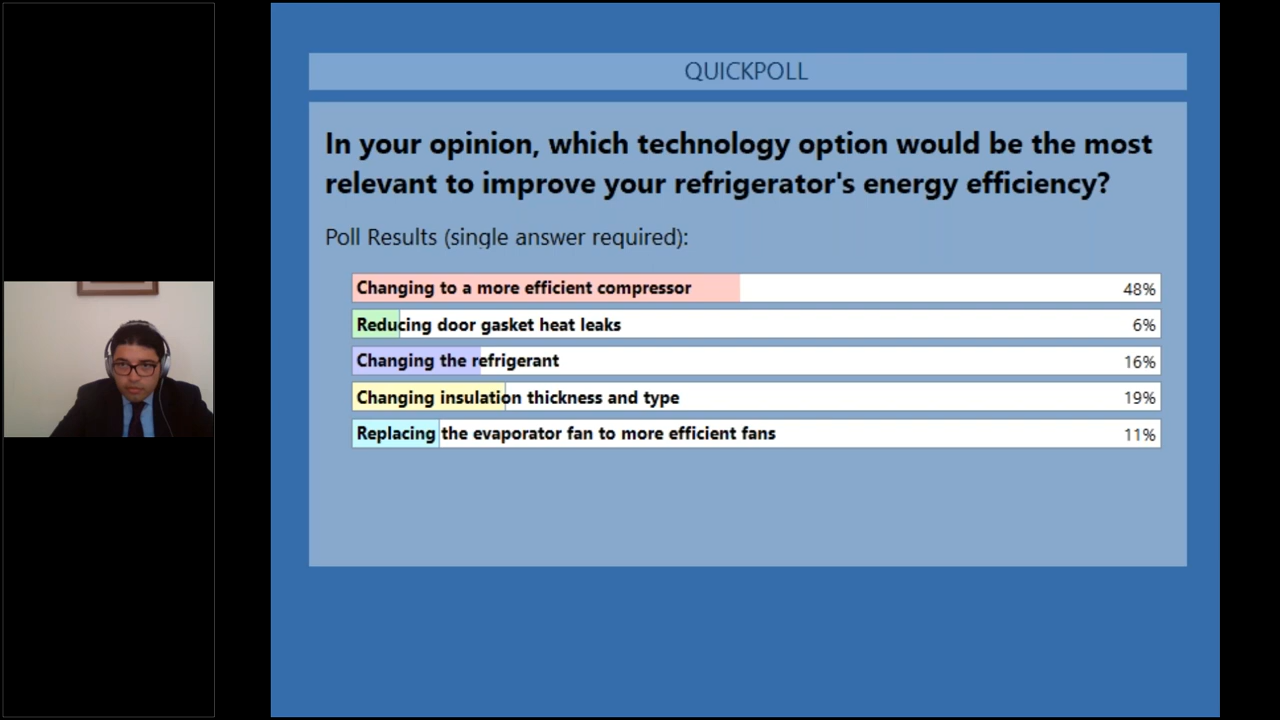 QUICKPOLL
In your opinion, which technology option would be the most
relevant to improve your refrigerator's energy efficiency?
Poll Results (single answer required):
Changing to a more efficient compressor 48%
Reducing door gasket heat leaks 6%
Changing the refrigerant 16%
Changing insulation thickness and type 19%
Replacing the evaporator fan to more efficient fans 11%